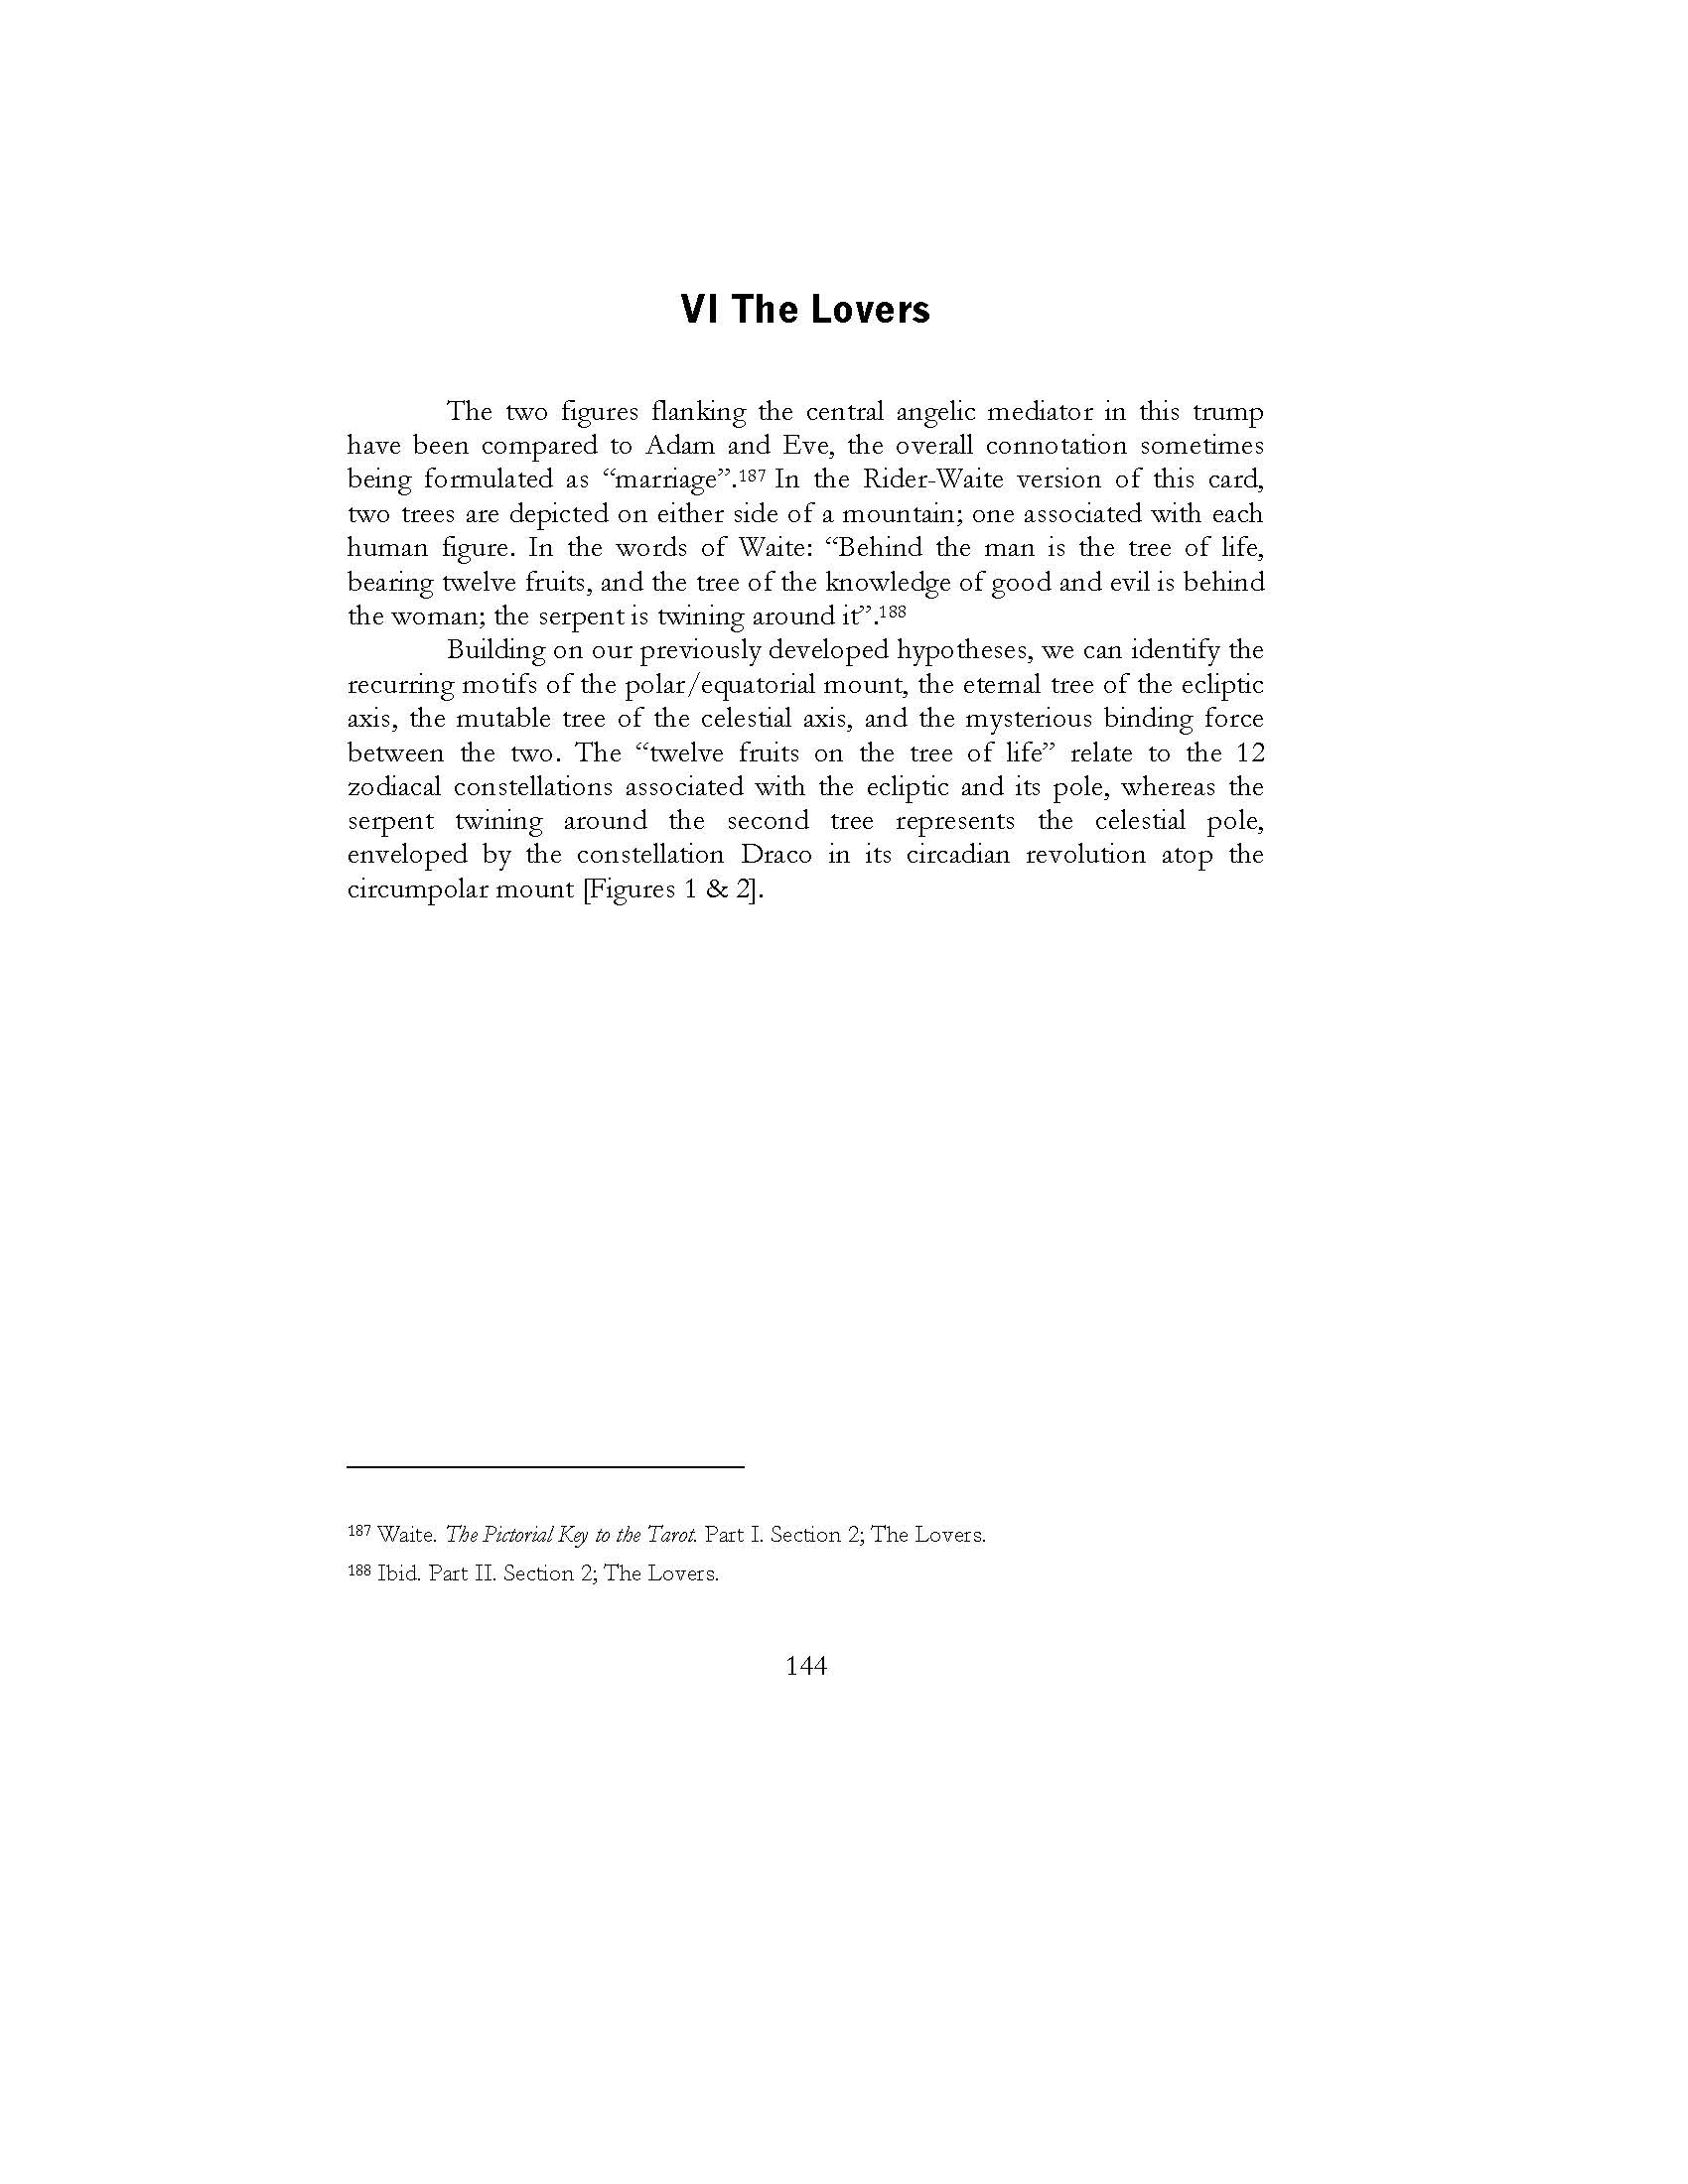 VI The Lovers
The two figures flanking the central angelic mediator in this trump
have been compared to Adam and Eve, the overall connotation sometimes
being formulated as “marriage”.187 In the Rider-Waite version of this card,
two trees are depicted on either side of a mountain; one associated with each
human figure. In the words of Waite: “Behind the man is the tree of life,
bearing twelve fruits, and the tree of the knowledge of good and evil is behind
the woman; the serpent is twining around it”.188
Building on our previously developed hypotheses, we can identify the
recurring motifs of the polar/equatorial mount, the eternal tree of the ecliptic
axis, the mutable tree of the celestial axis, and the mysterious binding force
between the two. The “twelve fruits on the tree of life” relate to the 12
zodiacal constellations associated with the ecliptic and its pole, whereas the
serpent twining around the second tree represents the celestial pole,
enveloped by the constellation Draco in its circadian revolution atop the
circumpolar mount [Figures 1 & 2].
187 Waite. The Pictorial Key to the Tarot. Part I. Section 2; The Lovers.
188 Ibid. Part II. Section 2; The Lovers.
144